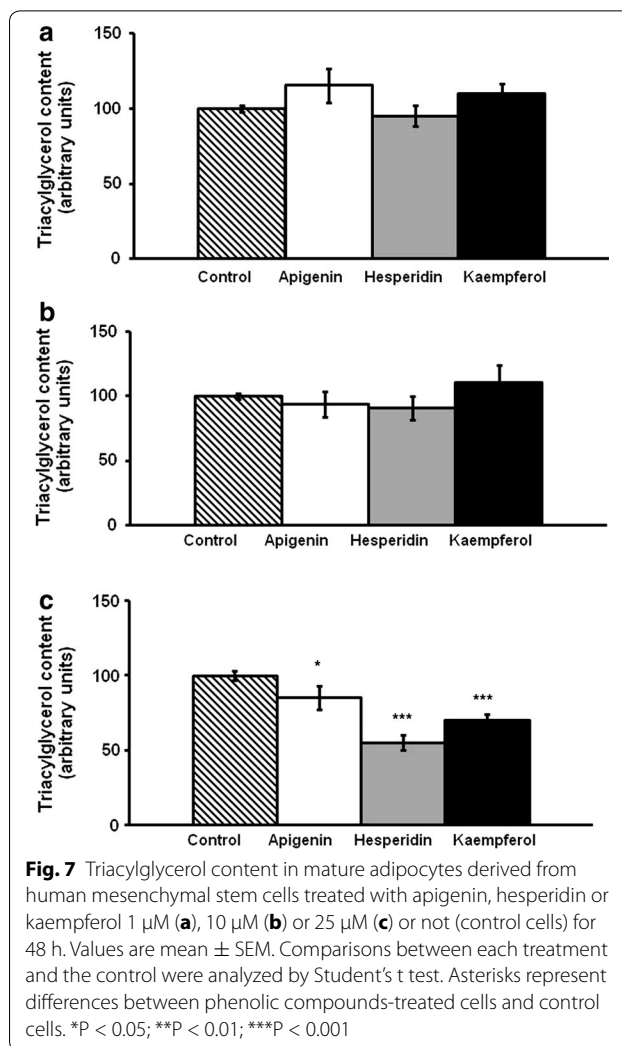 a
Triacylglycerol content
(arbitrary units)
150
100
50
0
Control Apigenin Hesperidin Kaempferol
b
Triacylglycerol content
(arbitrary units)
150
100
50
0
Control Apigenin Hesperidin Kaempferol
c
Triacylglycerol content
(arbitrary units)
150
100
50
0
*
***
***
Control Apigenin Hesperidin Kaempferol
Fig. 7 Triacylglycerol content in mature adipocytes derived from
human mesenchymal stem cells treated with apigenin, hesperidin or
kaempferol 1 µM (a), 10 µM (b) or 25 µM (c) or not (control cells) for
48 h. Values are mean ± SEM. Comparisons between each treatment
and the control were analyzed by Student's t test. Asterisks represent
differences between phenolic compounds-treated cells and control
cells. *P < 0.05; **P < 0.01; ***P < 0.001